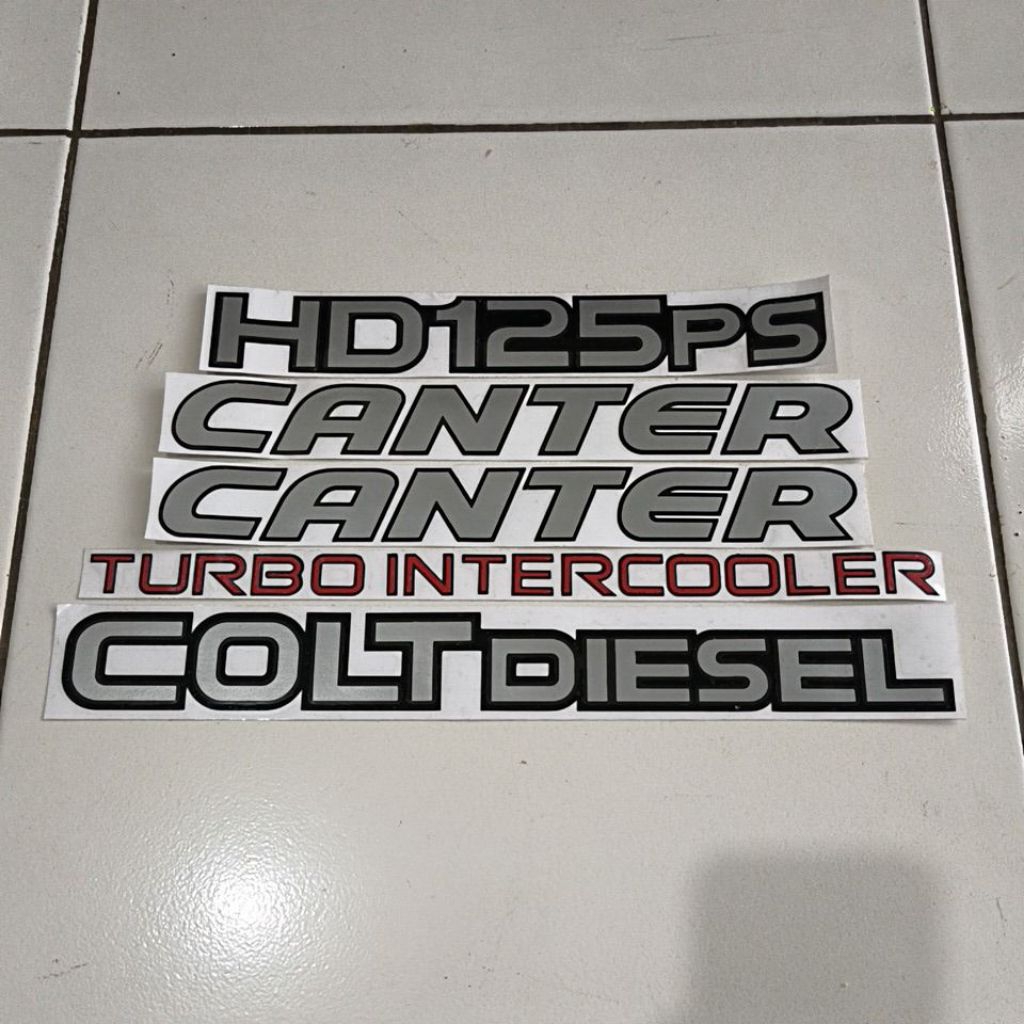 HD125PS
CANTER
CANTER
TURBO INTERCOOLER
COLT DIESEL